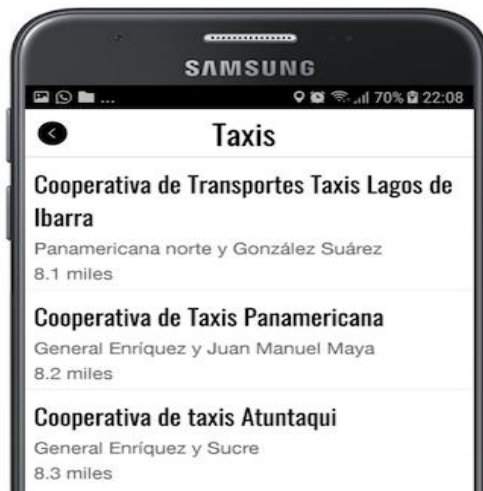 SAMSUNG
... 70% 22:08
Taxis
Cooperativa de Transportes Taxis Lagos de
Ibarra
Panamericana norte y González Suárez
8.1 miles
Cooperativa de Taxis Panamericana
General Enríquez y Juan Manuel Maya
8.2 miles
Cooperativa de taxis Atuntaqui
General Enríquez y Sucre
8.3 miles